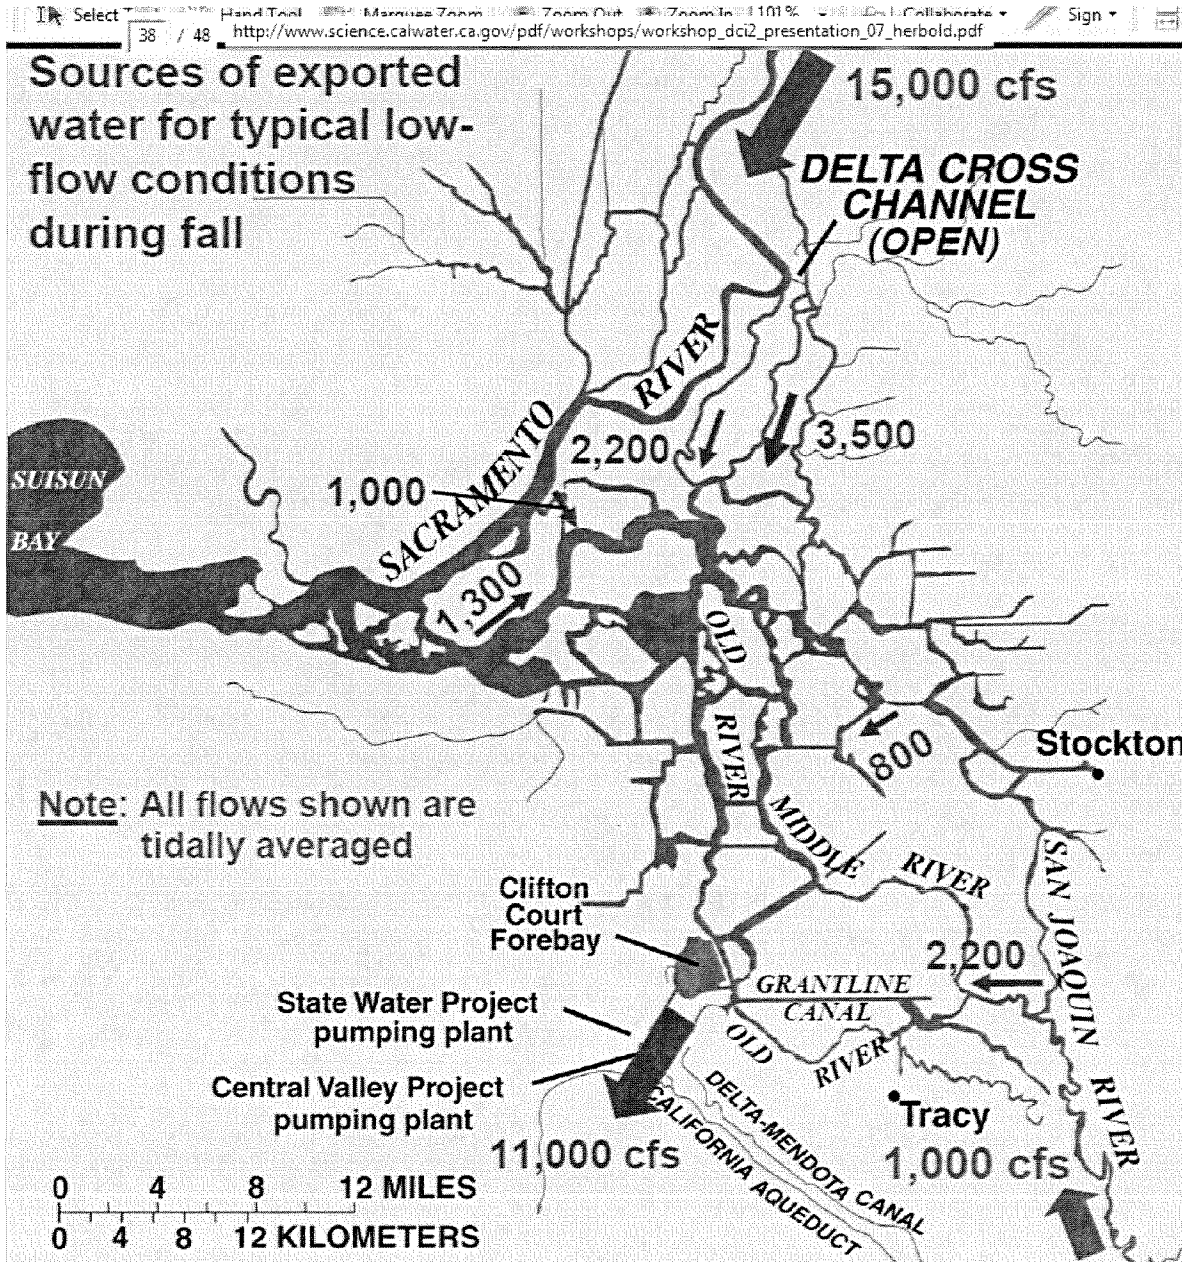 Select T Hand Tool Marquee Zoom Zoom Out Zoom In 101% Collaborate Sign
38 / 48 http://www.science.calwater.ca.gov/pdf/workshops/workshop_dci2_presentation_07_herbold.pdf
Sources of exported
water for typical low-
flow conditions
during fall
15,000 cfs
DELTA CROSS
CHANNEL
(OPEN)
SACRAMENTO RIVER
2,200
3,500
SUISUN
BAY
1,000
1,300
OLD RIVER
800
Stockton
Note: All flows shown are
tidally averaged
MIDDLE RIVER
SAN JOAQUIN RIVER
Clifton
Court
Forebay
2,200
GRANTLINE
CANAL
State Water Project
pumping plant
OLD RIVER
Central Valley Project
pumping plant
Tracy
DELTA-MENDOTA CANAL
CALIFORNIA AQUEDUCT
11,000 cfs
1,000 cfs
0 4 8 12 MILES
0 4 8 12 KILOMETERS